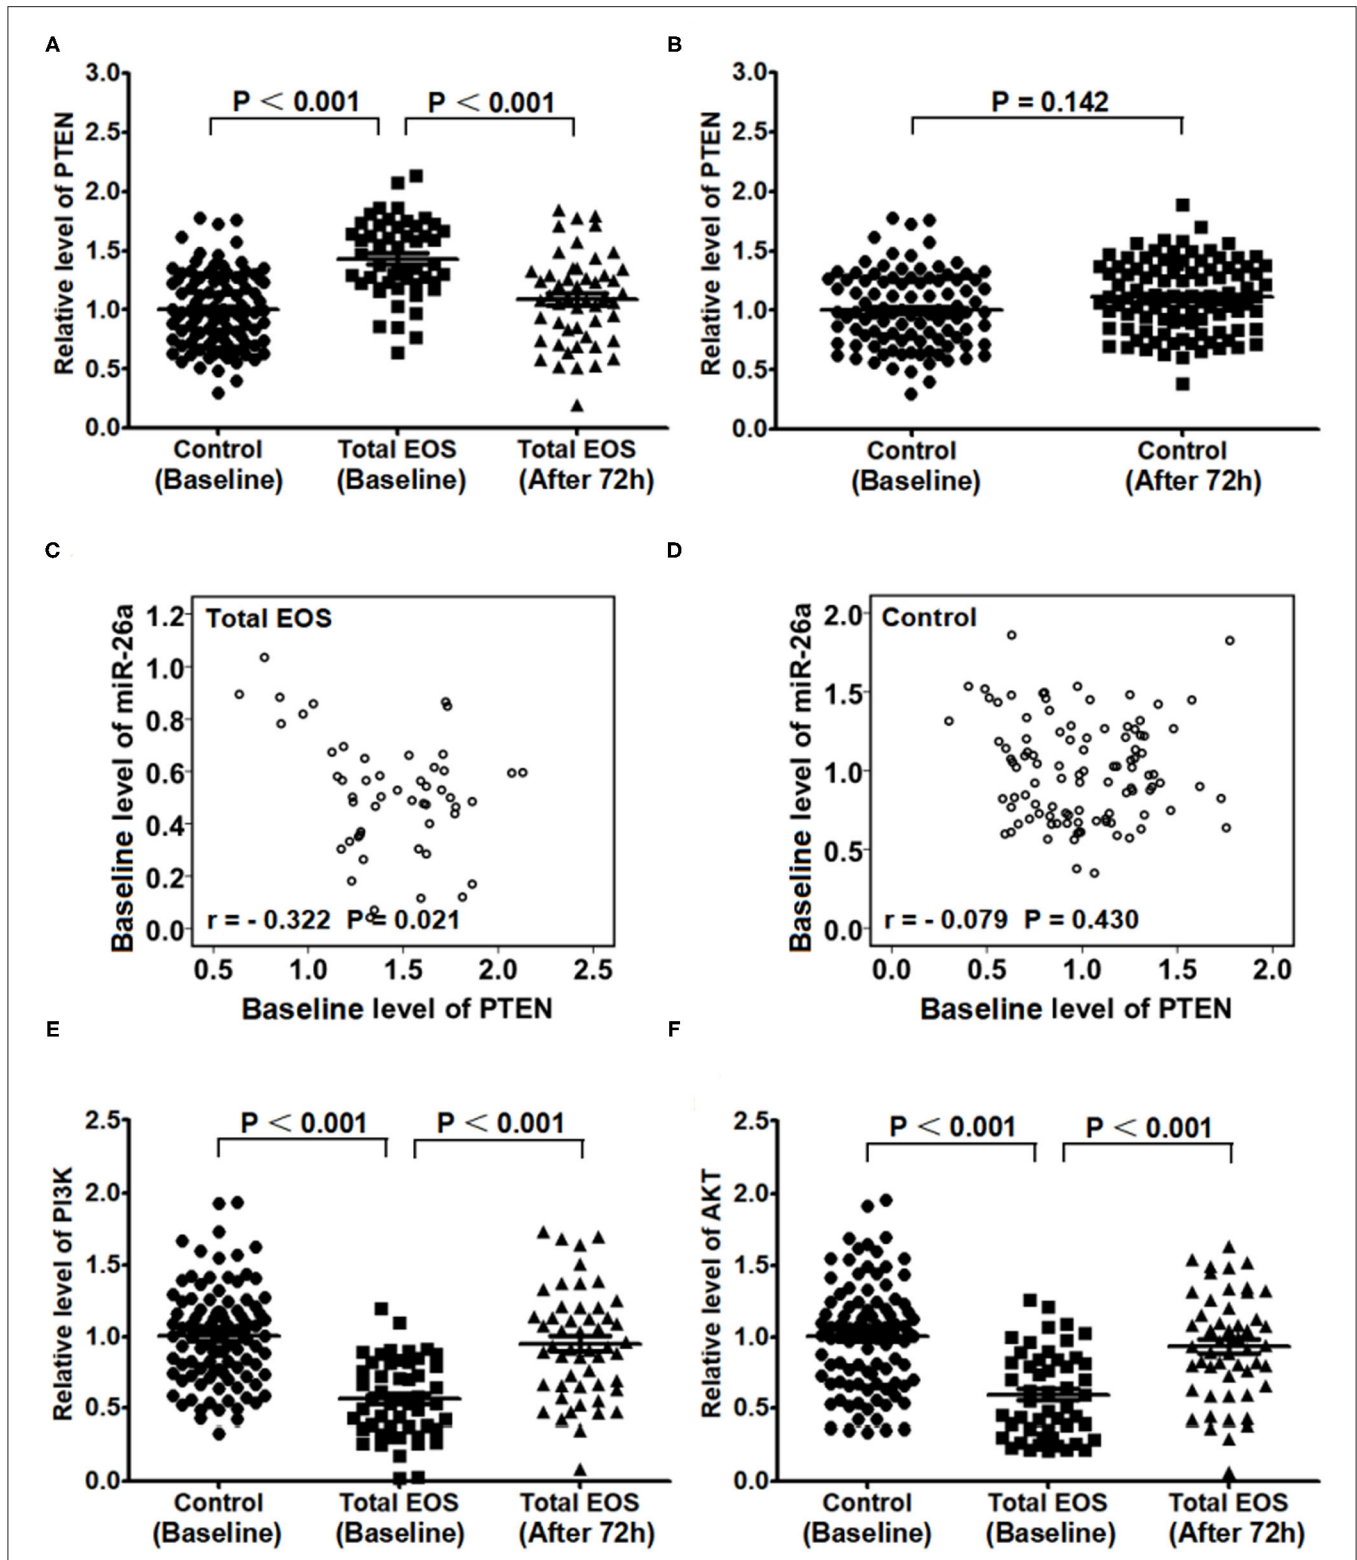 A
B
Relative level of PTEN
3.0
2.5
2.0
1.5
1.0
0.5
0.0
P < 0.001
P < 0.001
Control
(Baseline)
Total EOS
(Baseline)
Total EOS
(After 72h)
Relative level of PTEN
3.0
2.5
2.0
1.5
1.0
0.5
0.0
P = 0.142
Control
(Baseline)
Control
(After 72h)
C
D
Baseline level of miR-26a
1.2
1.0
0.8
0.6
0.4
0.2
0.0
Total EOS
r = - 0.322 P = 0.021
0.5 1.0 1.5 2.0 2.5
Baseline level of PTEN
Baseline level of miR-26a
2.0
1.5
1.0
0.5
0.0
Control
r = - 0.079 P = 0.430
0.0 0.5 1.0 1.5 2.0
Baseline level of PTEN
E
F
Relative level of PI3K
2.5
2.0
1.5
1.0
0.5
0.0
P < 0.001
P < 0.001
Control
(Baseline)
Total EOS
(Baseline)
Total EOS
(After 72h)
Relative level of AKT
2.5
2.0
1.5
1.0
0.5
0.0
P < 0.001
P < 0.001
Control
(Baseline)
Total EOS
(Baseline)
Total EOS
(After 72h)